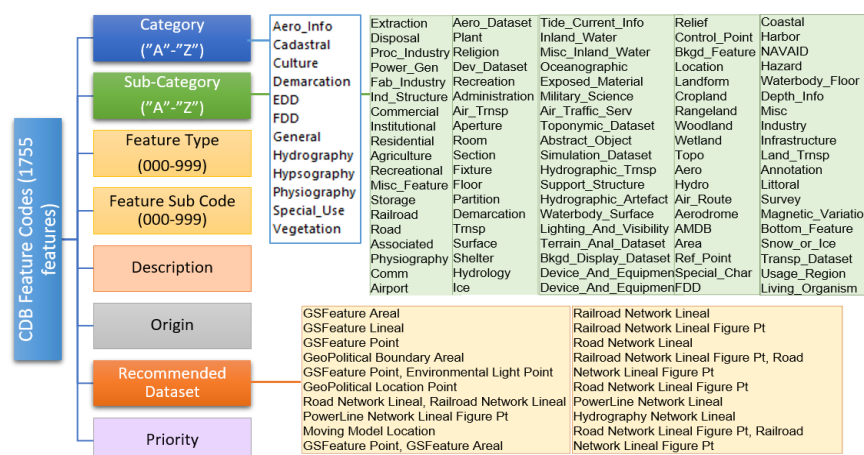 CDB Feature Codes (1755
features)
Category
("A"-"Z")
Sub-Category
("A"-"Z")
Feature Type
(000-999)
Feature Sub Code
(000-999)
Description
Origin
Recommended
Dataset
Priority
Aero_Info
Cadastral
Culture
Demarcation
EDD
FDD
General
Hydrography
Hypsography
Physiography
Special_Use
Vegetation
Extraction
Disposal
Proc_Industry
Power_Gen
Fab_Industry
Ind_Structure
Commercial
Institutional
Residential
Agriculture
Recreational
Misc_Feature
Storage
Railroad
Road
Associated
Physiography
Comm
Airport
Aero_Dataset
Plant
Religion
Dev_Dataset
Recreation
Administration
Air_Trnsp
Aperture
Room
Section
Fixture
Floor
Partition
Demarcation
Trnsp
Surface
Shelter
Hydrology
Ice
Tide_Current_Info
Inland_Water
Misc_Inland_Water
Oceanographic
Exposed_Material
Military_Science
Air_Traffic_Serv
Toponymic_Dataset
Abstract_Object
Simulation_Dataset
Hydrographic_Trnsp
Support_Structure
Hydrographic_Artefact
Waterbody_Surface
Lighting_And_Visibility
Terrain_Anal_Dataset
Bkgd_Display_Dataset
Device_And_Equipmen
Device_And_Equipmen
Relief
Control_Point
Bkgd_Feature
Location
Landform
Cropland
Rangeland
Woodland
Wetland
Topo
Aero
Hydro
Air_Route
Aerodrome
AMDB
Area
Ref_Point
Special_Char
FDD
Coastal
Harbor
NAVAID
Hazard
Waterbody_Floor
Depth_Info
Misc
Industry
Infrastructure
Land_Trnsp
Annotation
Littoral
Survey
Magnetic_Variatio
Bottom_Feature
Snow_or_Ice
Transp_Dataset
Usage_Region
Living_Organism
GSFeature Areal
GSFeature Lineal
GSFeature Point
GeoPolitical Boundary Areal
GSFeature Point, Environmental Light Point
GeoPolitical Location Point
Road Network Lineal, Railroad Network Lineal
PowerLine Network Lineal Figure Pt
Moving Model Location
GSFeature Point, GSFeature Areal
Railroad Network Lineal
Railroad Network Lineal Figure Pt
Road Network Lineal
Railroad Network Lineal Figure Pt, Road
Network Lineal Figure Pt
Road Network Lineal Figure Pt
PowerLine Network Lineal
Hydrography Network Lineal
Road Network Lineal Figure Pt, Railroad
Network Lineal Figure Pt